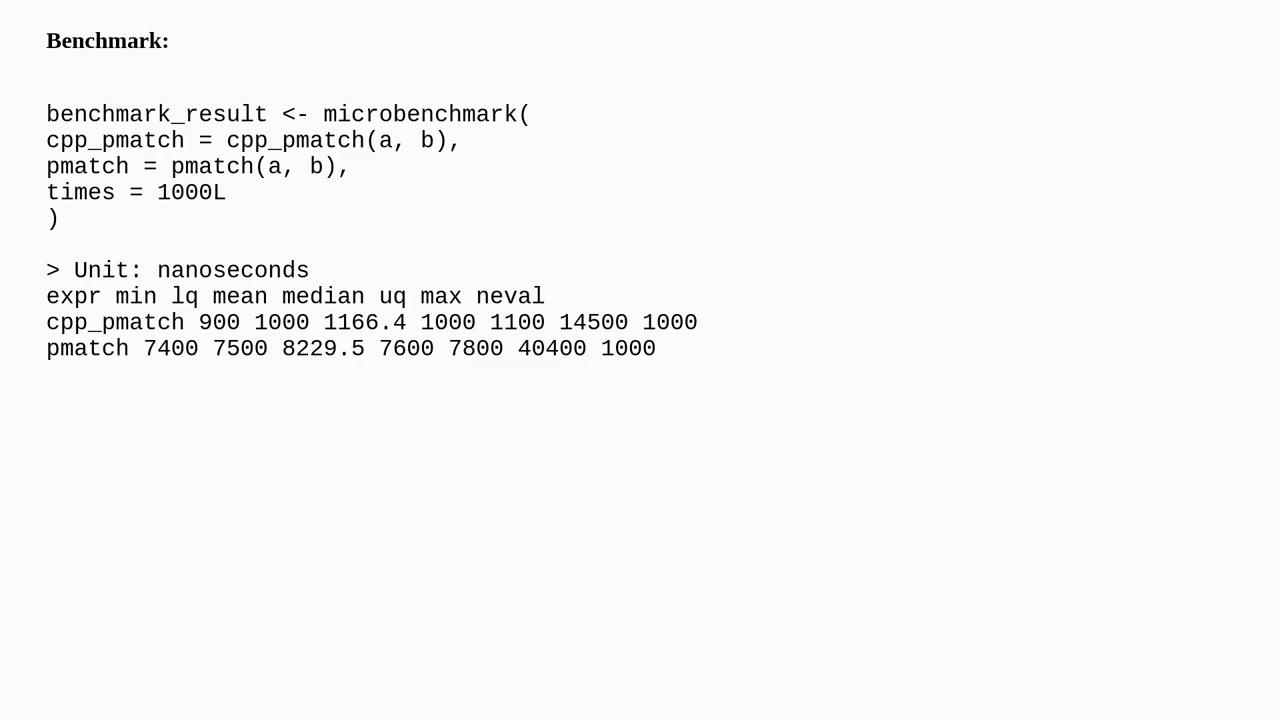 Benchmark:
benchmark_result <- microbenchmark(
cpp_pmatch = cpp_pmatch(a, b),
pmatch = pmatch(a, b),
times = 1000L
)
> Unit: nanoseconds
expr min lq mean median uq max neval
cpp_pmatch 900 1000 1166.4 1000 1100 14500 1000
pmatch 7400 7500 8229.5 7600 7800 40400 1000